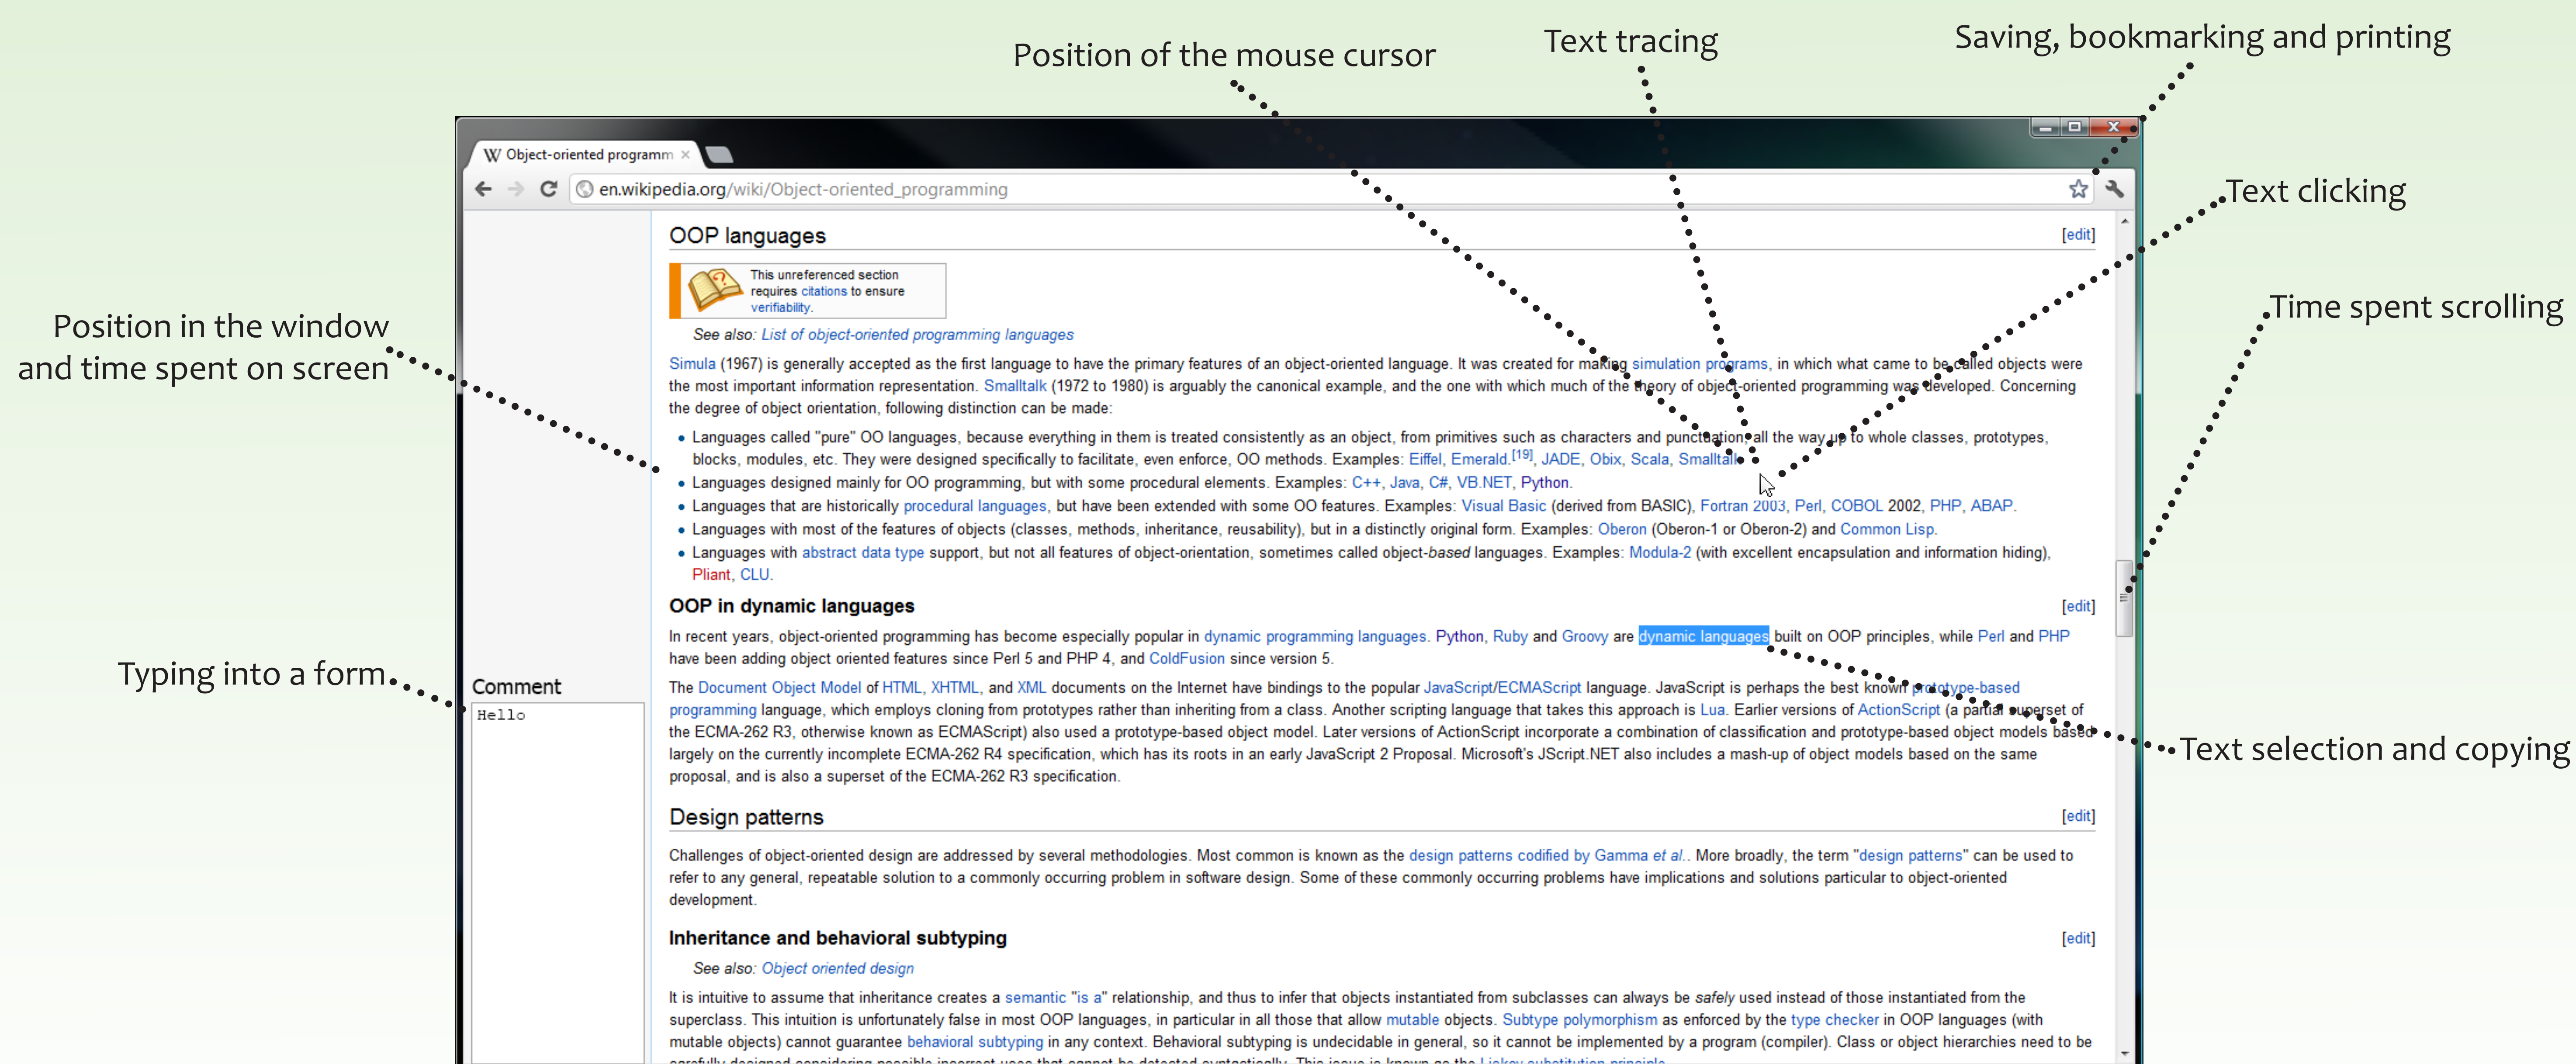 Position of the mouse cursor
Text tracing
Saving, bookmarking and printing
Text clicking
Time spent scrolling
Position in the window
and time spent on screen
Typing into a form
Text selection and copying
W Object-oriented programm
en.wikipedia.org/wiki/Object-oriented_programming
Comment
Hello
OOP languages [edit]
This unreferenced section
requires citations to ensure
verifiability.
See also: List of object-oriented programming languages
Simula (1967) is generally accepted as the first language to have the primary features of an object-oriented language. It was created for making simulation programs, in which what came to be called objects were
the most important information representation. Smalltalk (1972 to 1980) is arguably the canonical example, and the one with which much of the theory of object-oriented programming was developed. Concerning
the degree of object orientation, following distinction can be made:
• Languages called "pure" OO languages, because everything in them is treated consistently as an object, from primitives such as characters and punctuation, all the way up to whole classes, prototypes,
blocks, modules, etc. They were designed specifically to facilitate, even enforce, OO methods. Examples: Eiffel, Emerald.[19], JADE, Obix, Scala, Smalltalk
• Languages designed mainly for OO programming, but with some procedural elements. Examples: C++, Java, C#, VB.NET, Python.
• Languages that are historically procedural languages, but have been extended with some OO features. Examples: Visual Basic (derived from BASIC), Fortran 2003, Perl, COBOL 2002, PHP, ABAP.
• Languages with most of the features of objects (classes, methods, inheritance, reusability), but in a distinctly original form. Examples: Oberon (Oberon-1 or Oberon-2) and Common Lisp.
• Languages with abstract data type support, but not all features of object-orientation, sometimes called object-based languages. Examples: Modula-2 (with excellent encapsulation and information hiding),
Pliant, CLU.
OOP in dynamic languages [edit]
In recent years, object-oriented programming has become especially popular in dynamic programming languages. Python, Ruby and Groovy are dynamic languages built on OOP principles, while Perl and PHP
have been adding object oriented features since Perl 5 and PHP 4, and ColdFusion since version 5.
The Document Object Model of HTML, XHTML, and XML documents on the Internet have bindings to the popular JavaScript/ECMAScript language. JavaScript is perhaps the best known prototype-based
programming language, which employs cloning from prototypes rather than inheriting from a class. Another scripting language that takes this approach is Lua. Earlier versions of ActionScript (a partial superset of
the ECMA-262 R3, otherwise known as ECMAScript) also used a prototype-based object model. Later versions of ActionScript incorporate a combination of classification and prototype-based object models based
largely on the currently incomplete ECMA-262 R4 specification, which has its roots in an early JavaScript 2 Proposal. Microsoft's JScript.NET also includes a mash-up of object models based on the same
proposal, and is also a superset of the ECMA-262 R3 specification.
Design patterns [edit]
Challenges of object-oriented design are addressed by several methodologies. Most common is known as the design patterns codified by Gamma et al.. More broadly, the term "design patterns" can be used to
refer to any general, repeatable solution to a commonly occurring problem in software design. Some of these commonly occurring problems have implications and solutions particular to object-oriented
development.
Inheritance and behavioral subtyping [edit]
See also: Object oriented design
It is intuitive to assume that inheritance creates a semantic "is a" relationship, and thus to infer that objects instantiated from subclasses can always be safely used instead of those instantiated from the
superclass. This intuition is unfortunately false in most OOP languages, in particular in all those that allow mutable objects. Subtype polymorphism as enforced by the type checker in OOP languages (with
mutable objects) cannot guarantee behavioral subtyping in any context. Behavioral subtyping is undecidable in general, so it cannot be implemented by a program (compiler). Class or object hierarchies need to be
carefully designed considering possible incorrect uses that cannot be detected syntactically. This issue is known as the Liskov substitution principle.